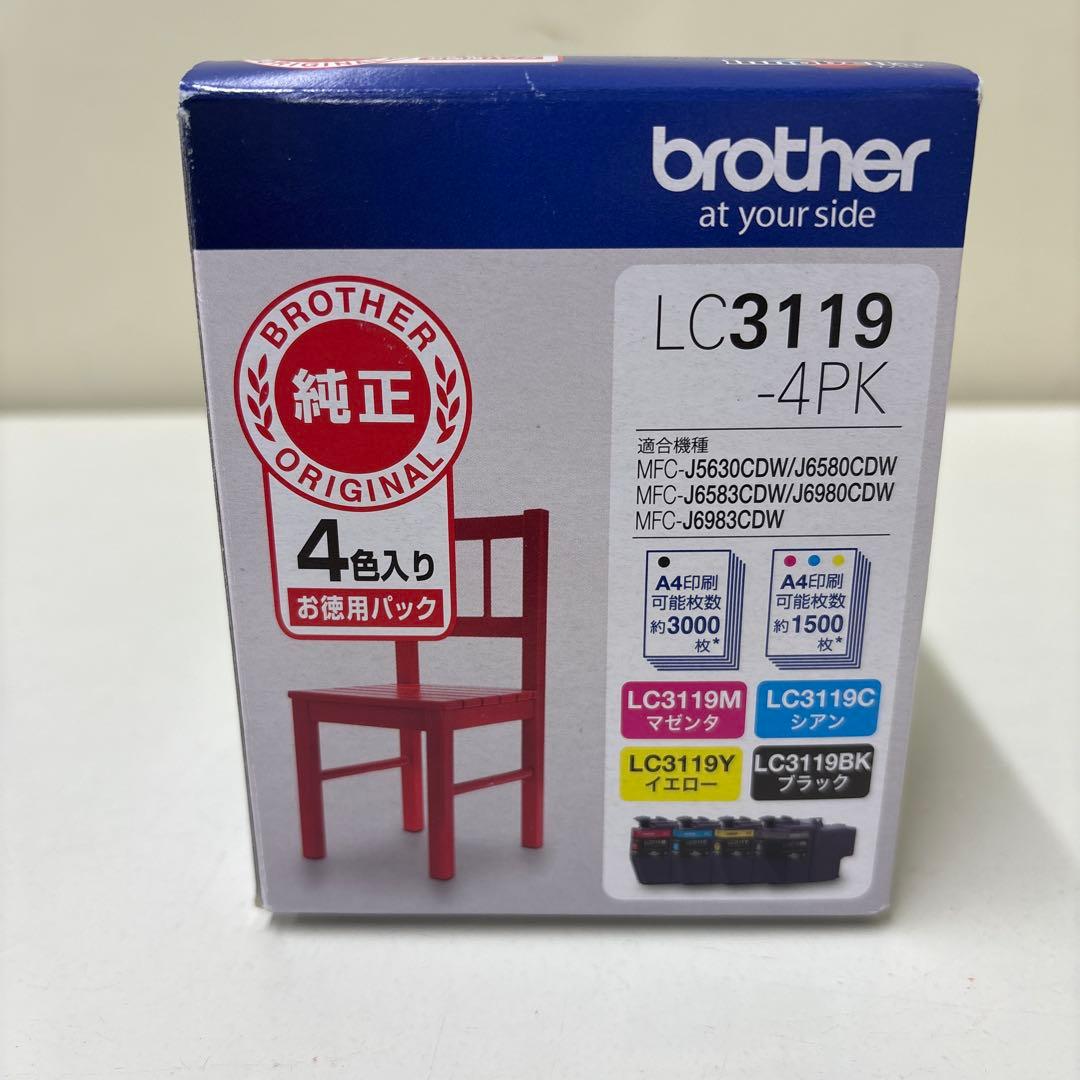 brother
at your side
BROTHER
純正
ORIGINAL
4色入り
お徳用パック
LC3119
-4PK
適合機種
MFC-J5630CDW/J6580CDW
MFC-J6583CDW/J6980CDW
MFC-J6983CDW
A4印刷
可能枚数
約3000
枚*
A4印刷
可能枚数
約1500
枚*
LC3119M
マゼンタ
LC3119C
シアン
LC3119Y
イエロー
LC3119BK
ブラック